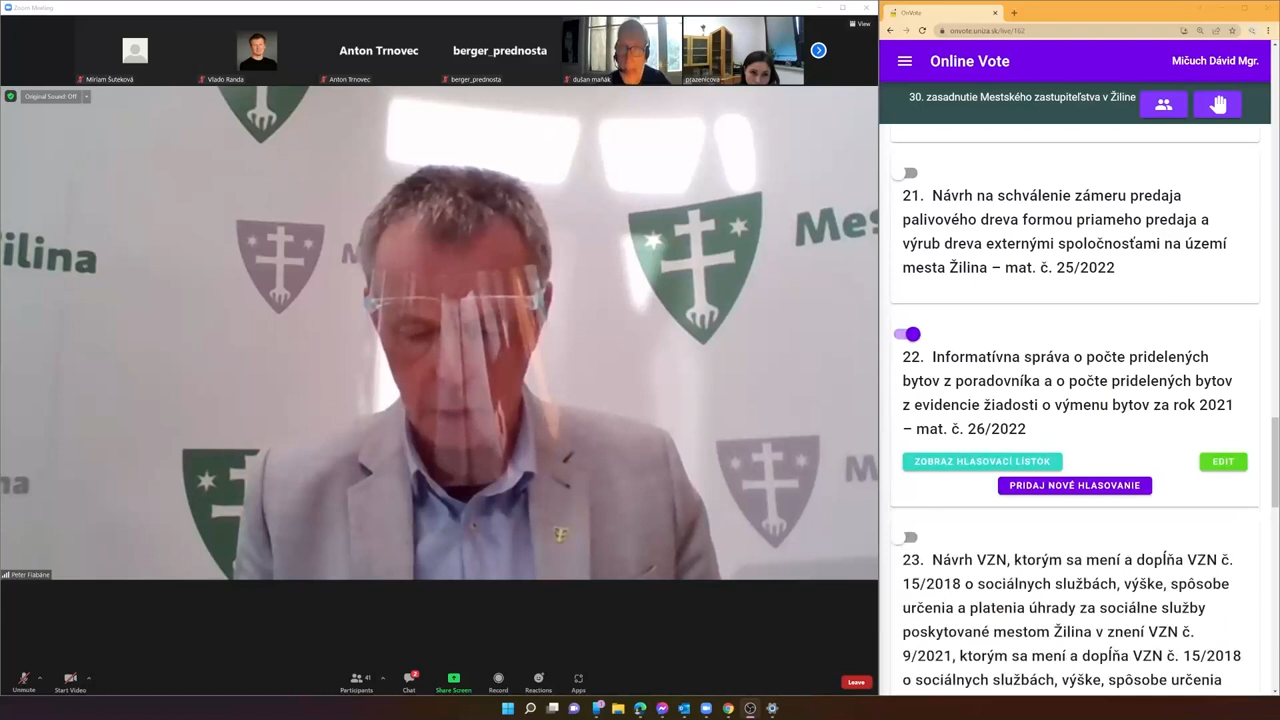 Zoom Meeting
View
Anton Trnovec
berger_prednosta
Miriam Šuteková
Vlado Randa
Anton Trnovec
berger_prednosta
dušan maňák
prazenicova
Original Sound: Off
Žilina
Mes
Peter Fiabáne
Unmute
Start Video
Participants
41
Chat
2
Share Screen
Record
Reactions
Apps
Leave
OnVote
onvote.uniza.sk/live/162
Online Vote
Mičuch Dávid Mgr.
30. zasadnutie Mestského zastupiteľstva v Žiline
21. Návrh na schválenie zámeru predaja
palivového dreva formou priameho predaja a
výrub dreva externými spoločnosťami na území
mesta Žilina – mat. č. 25/2022
22. Informatívna správa o počte pridelených
bytov z poradovníka a o počte pridelených bytov
z evidencie žiadosti o výmenu bytov za rok 2021
– mat. č. 26/2022
ZOBRAZ HLASOVACÍ LÍSTOK
EDIT
PRIDAJ NOVÉ HLASOVANIE
23. Návrh VZN, ktorým sa mení a dopĺňa VZN č.
15/2018 o sociálnych službách, výške, spôsobe
určenia a platenia úhrady za sociálne služby
poskytované mestom Žilina v znení VZN č.
9/2021, ktorým sa mení a dopĺňa VZN č. 15/2018
o sociálnych službách, výške, spôsobe určenia